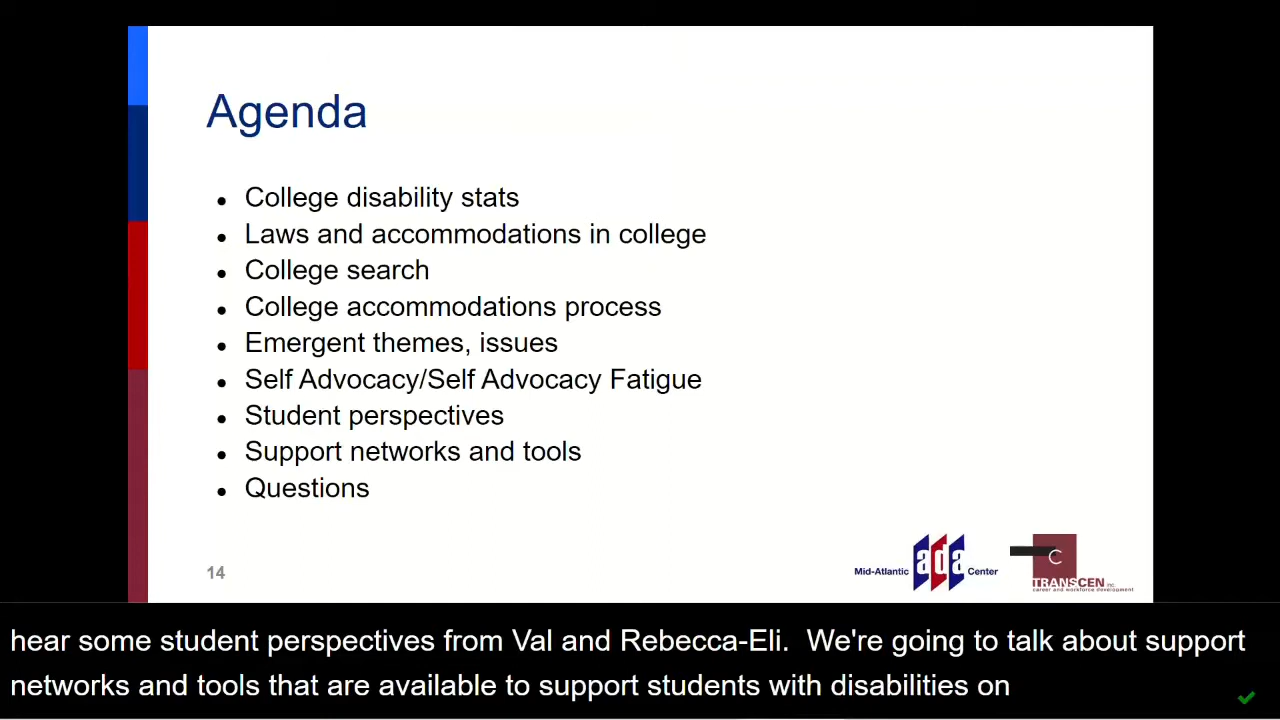 Agenda
• College disability stats
• Laws and accommodations in college
• College search
• College accommodations process
• Emergent themes, issues
• Self Advocacy/Self Advocacy Fatigue
• Student perspectives
• Support networks and tools
• Questions
14
Mid-Atlantic ada Center
C
TRANSCEN inc.
career and workforce development
hear some student perspectives from Val and Rebecca-Eli.  We're going to talk about support
networks and tools that are available to support students with disabilities on